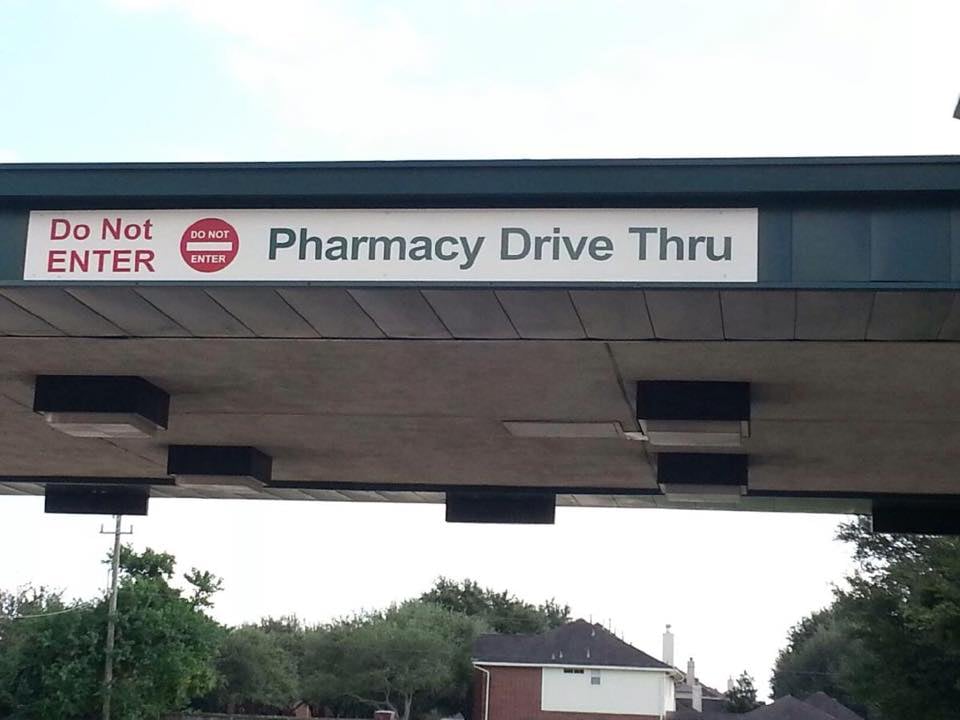 Do Not
ENTER
DO NOT
ENTER
Pharmacy Drive Thru